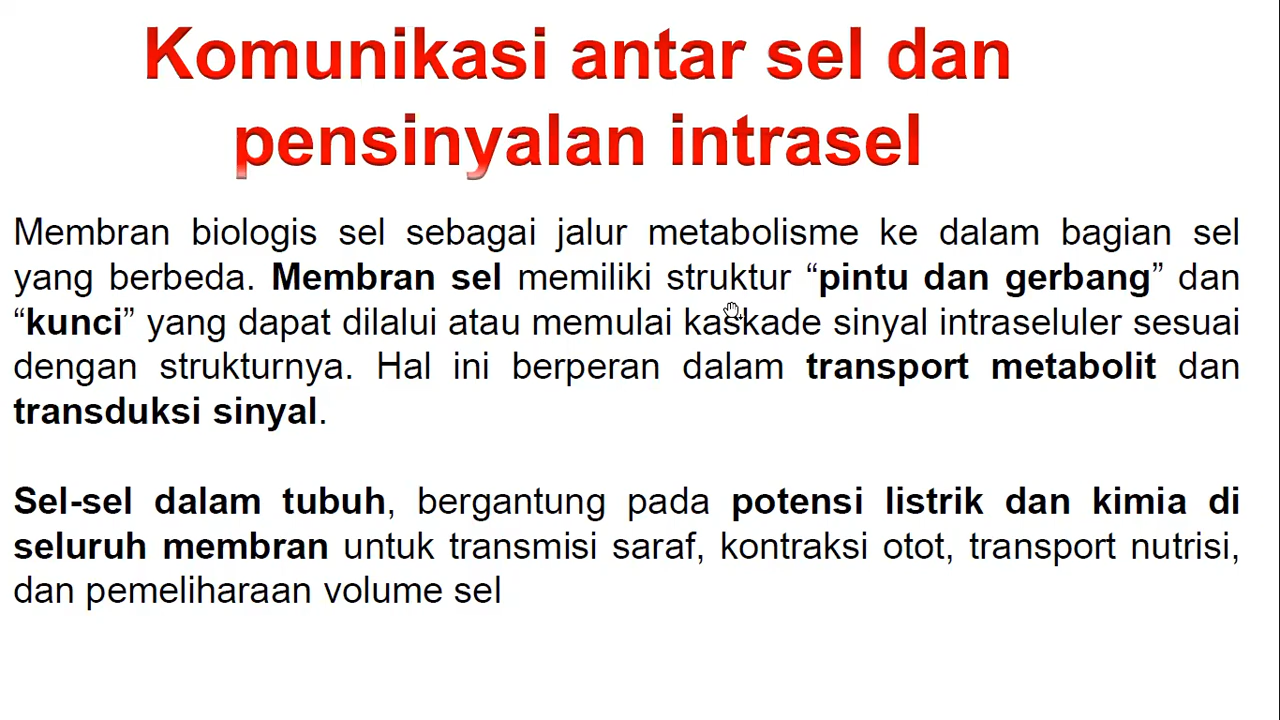 Komunikasi antar sel dan
pensinyalan intrasel
Membran biologis sel sebagai jalur metabolisme ke dalam bagian sel
yang berbeda. Membran sel memiliki struktur “pintu dan gerbang” dan
“kunci” yang dapat dilalui atau memulai kaskade sinyal intraseluler sesuai
dengan strukturnya. Hal ini berperan dalam transport metabolit dan
transduksi sinyal.
Sel-sel dalam tubuh, bergantung pada potensi listrik dan kimia di
seluruh membran untuk transmisi saraf, kontraksi otot, transport nutrisi,
dan pemeliharaan volume sel